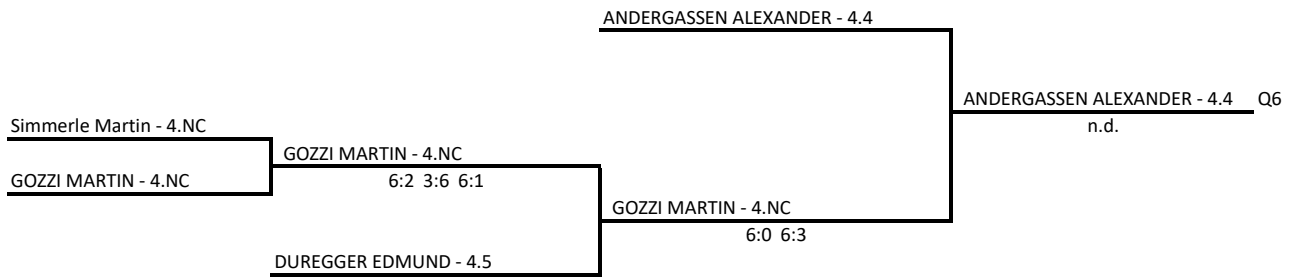 ANDERGASSEN ALEXANDER - 4.4
ANDERGASSEN ALEXANDER - 4.4 Q6
n.d.
Simmerle Martin - 4.NC
GOZZI MARTIN - 4.NC
6:2 3:6 6:1
GOZZI MARTIN - 4.NC
GOZZI MARTIN - 4.NC
6:0 6:3
DUREGGER EDMUND - 4.5